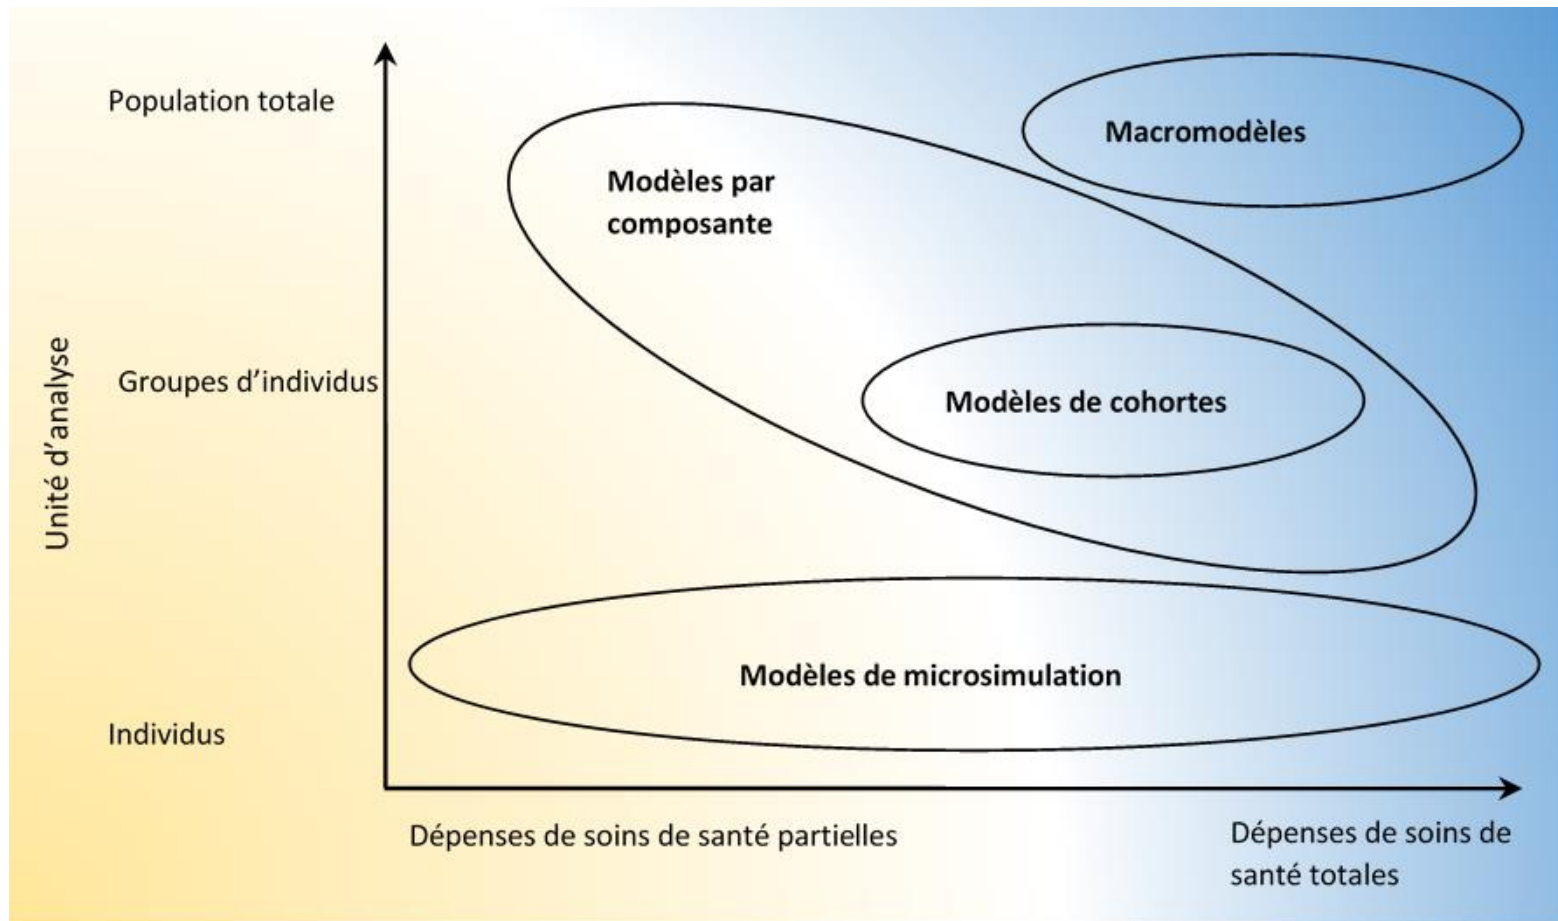 Population totale
Macromodèles
Modèles par
composante
Groupes d’individus
Modèles de cohortes
Unité d’analyse
Modèles de microsimulation
Individus
Dépenses de soins de santé partielles
Dépenses de soins de
santé totales